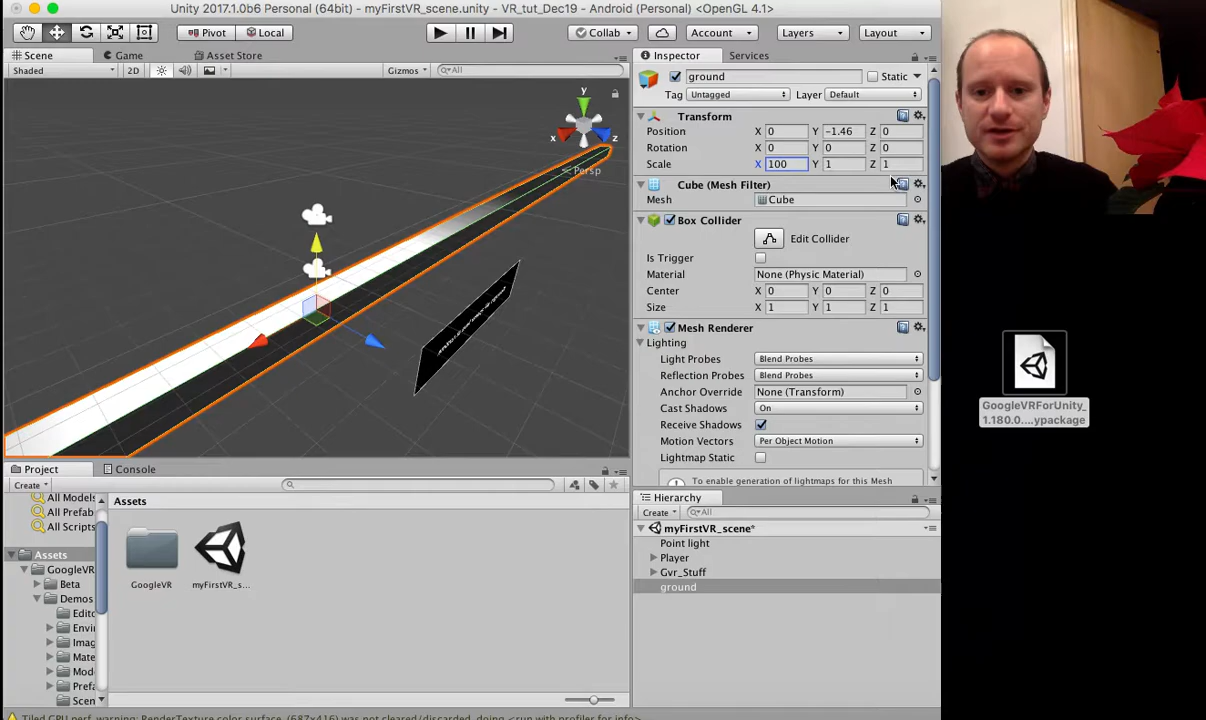 Unity 2017.1.0b6 Personal (64bit) - myFirstVR_scene.unity - VR_tut_Dec19 - Android (Personal) <OpenGL 4.1>
Pivot Local Collab Account Layers Layout
Scene Game Asset Store
Shaded 2D Gizmos All
y
x z
Persp
Inspector Services
ground Static
Tag Untagged Layer Default
Transform
Position X 0 Y -1.46 Z 0
Rotation X 0 Y 0 Z 0
Scale X 100 Y 1 Z 1
Cube (Mesh Filter)
Mesh Cube
Box Collider
Edit Collider
Is Trigger
Material None (Physic Material)
Center X 0 Y 0 Z 0
Size X 1 Y 1 Z 1
Mesh Renderer
Lighting
Light Probes Blend Probes
Reflection Probes Blend Probes
Anchor Override None (Transform)
Cast Shadows On
Receive Shadows
Motion Vectors Per Object Motion
Lightmap Static
To enable generation of lightmaps for this Mesh
Project Console
Create
All Models
All Prefab
All Scripts
Assets
GoogleVR
Beta
Demos
Edito
Envi
Imag
Mate
Mod
Prefa
Scen
Assets
GoogleVR myFirstVR_s...
Hierarchy
Create All
myFirstVR_scene*
Point light
Player
Gvr_Stuff
ground
GoogleVRForUnity_
1.180.0....ypackage
Tiled GPU perf. warning: RenderTexture color surface (687x416) was not cleared/discarded, doing <run with profiler for info>